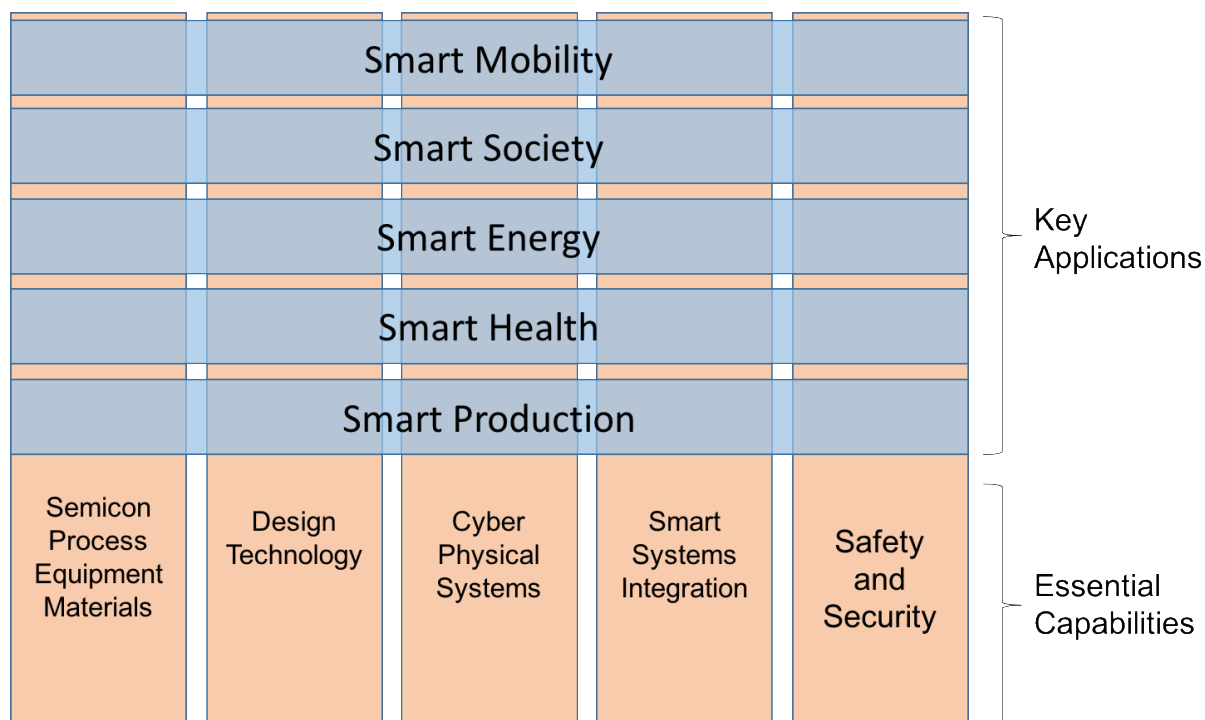 Smart Mobility
Smart Society
Smart Energy
Smart Health
Smart Production
Key
Applications
Semicon
Process
Equipment
Materials
Design
Technology
Cyber
Physical
Systems
Smart
Systems
Integration
Safety
and
Security
Essential
Capabilities